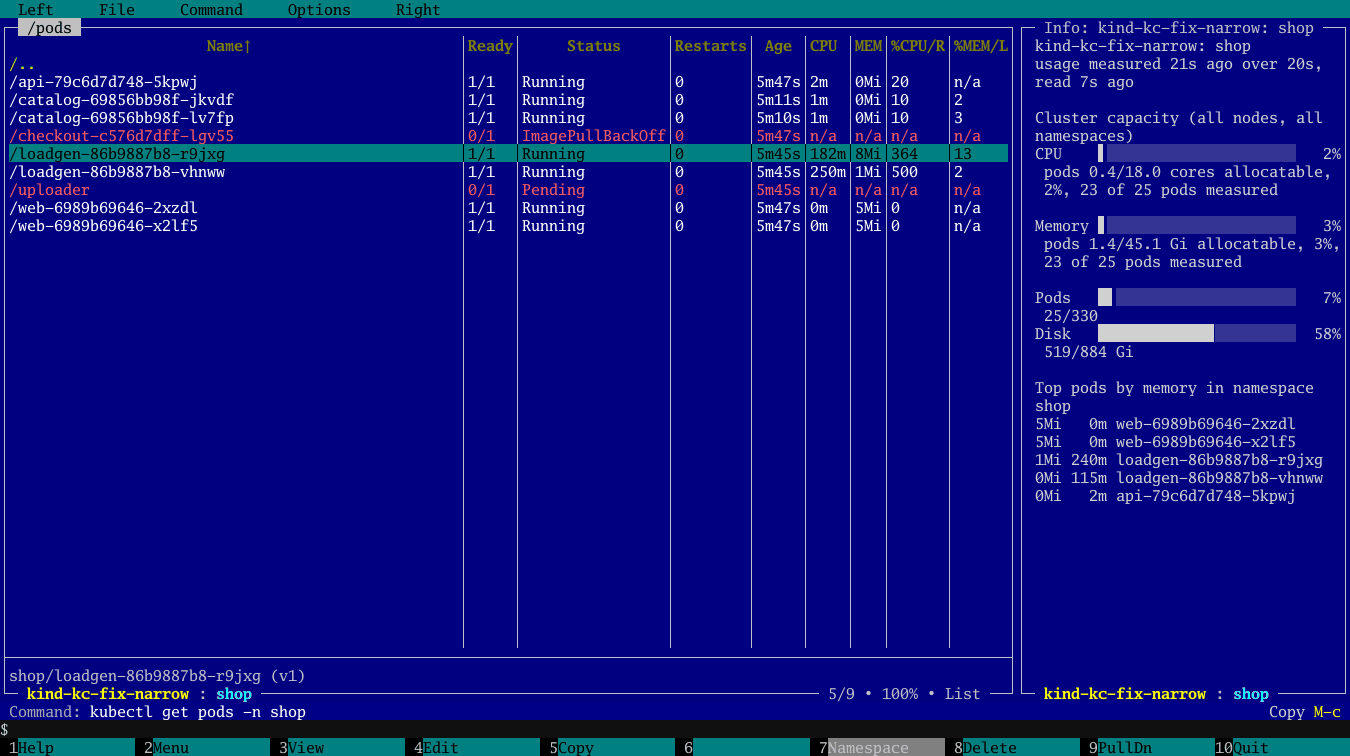 Left File Command Options Right
/pods
Name↑ Ready Status Restarts Age CPU MEM %CPU/R %MEM/L
/..
/api-79c6d7d748-5kpwj 1/1 Running 0 5m47s 2m 0Mi 20 n/a
/catalog-69856bb98f-jkvdf 1/1 Running 0 5m11s 1m 0Mi 10 2
/catalog-69856bb98f-lv7fp 1/1 Running 0 5m10s 1m 0Mi 10 3
/checkout-c576d7dff-lgv55 0/1 ImagePullBackOff 0 5m47s n/a n/a n/a n/a
/loadgen-86b9887b8-r9jxg 1/1 Running 0 5m45s 182m 8Mi 364 13
/loadgen-86b9887b8-vhnww 1/1 Running 0 5m45s 250m 1Mi 500 2
/uploader 0/1 Pending 0 5m45s n/a n/a n/a n/a
/web-6989b69646-2xzdl 1/1 Running 0 5m47s 0m 5Mi 0 n/a
/web-6989b69646-x2lf5 1/1 Running 0 5m47s 0m 5Mi 0 n/a
shop/loadgen-86b9887b8-r9jxg (v1)
kind-kc-fix-narrow : shop 5/9 • 100% • List
Info: kind-kc-fix-narrow: shop
kind-kc-fix-narrow: shop
usage measured 21s ago over 20s,
read 7s ago
Cluster capacity (all nodes, all
namespaces)
CPU 2%
pods 0.4/18.0 cores allocatable,
2%, 23 of 25 pods measured
Memory 3%
pods 1.4/45.1 Gi allocatable, 3%,
23 of 25 pods measured
Pods 7%
25/330
Disk 58%
519/884 Gi
Top pods by memory in namespace
shop
5Mi 0m web-6989b69646-2xzdl
5Mi 0m web-6989b69646-x2lf5
1Mi 240m loadgen-86b9887b8-r9jxg
0Mi 115m loadgen-86b9887b8-vhnww
0Mi 2m api-79c6d7d748-5kpwj
kind-kc-fix-narrow : shop
Command: kubectl get pods -n shop Copy M-c
$
1Help 2Menu 3View 4Edit 5Copy 6 7Namespace 8Delete 9PullDn 10Quit